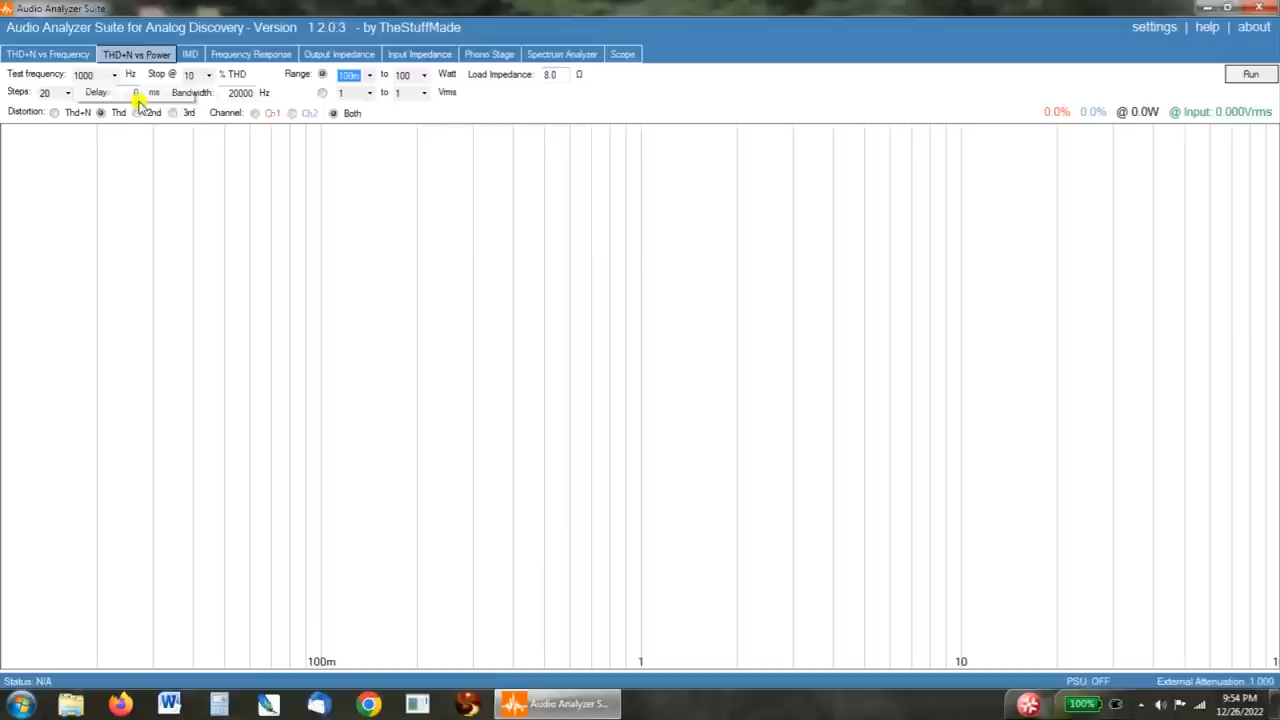 Audio Analyzer Suite
Audio Analyzer Suite for Analog Discovery - Version 1.2.0.3 - by TheStuffMade
settings | help | about
THD+N vs Frequency THD+N vs Power IMD Frequency Response Output Impedance Input Impedance Phono Stage Spectrum Analyzer Scope
Test frequency: 1000 Hz Stop @ 10 % THD Range: 100m to 100 Watt Load Impedance: 8.0 Ω Run
Steps: 20 Delay: 0 ms Bandwidth: 20000 Hz 1 to 1 Vrms
Distortion: Thd+N Thd 2nd 3rd Channel: Ch1 Ch2 Both 0.0% 0.0% @ 0.0W @ Input: 0.000Vrms
100m 1 10 1
Status: N/A PSU: OFF External Attenuation: 1.000
Audio Analyzer S... 100% 9:54 PM
12/26/2022